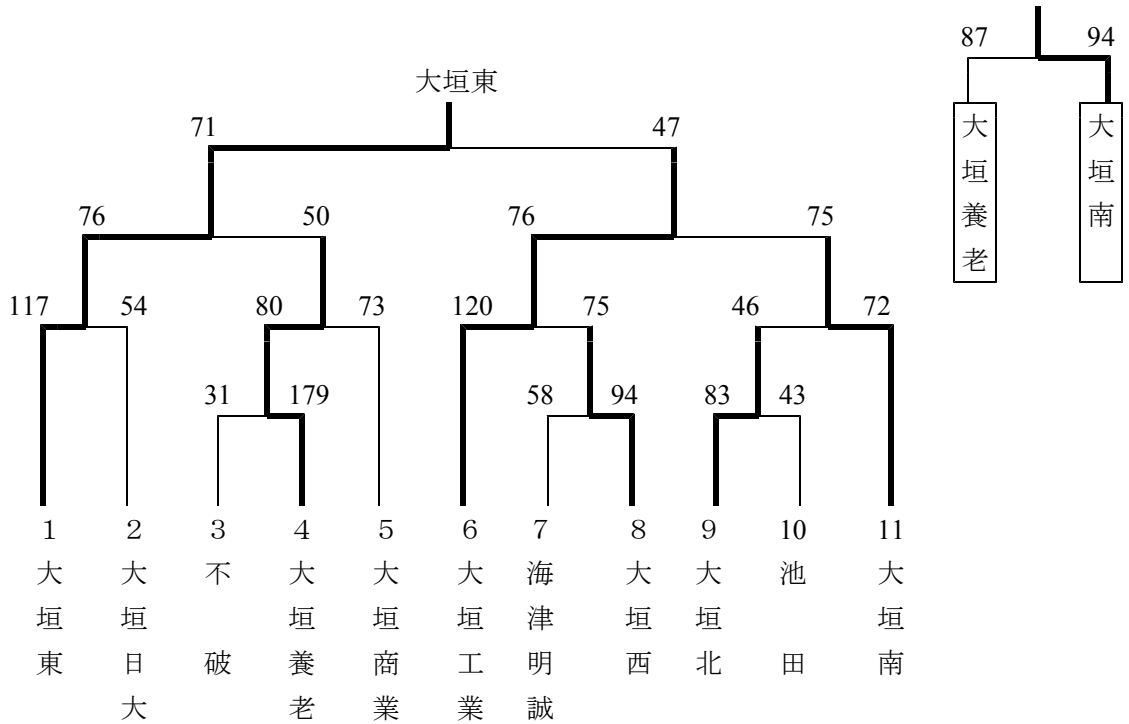 87 94
大垣東
71 47
大垣養老
大垣南
76 50 76 75
117 54 80 73 120 75 46 72
31 179 58 94 83 43
1 2 3 4 5 6 7 8 9 10 11
大垣東
大垣日大
不破
大垣養老
大垣商業
大垣工業
海津明誠
大垣西
大垣北
池田
大垣南